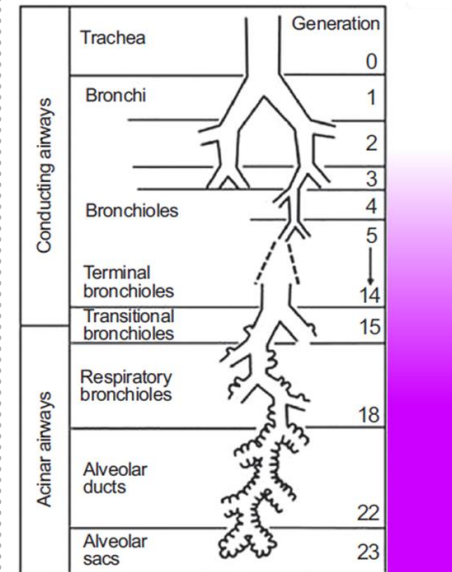 Generation
Trachea
0
Bronchi
1
2
3
Bronchioles
4
5
Terminal
bronchioles
14
Transitional
bronchioles
15
Respiratory
bronchioles
18
Alveolar
ducts
22
Alveolar
sacs
23
Conducting airways
Acinar airways